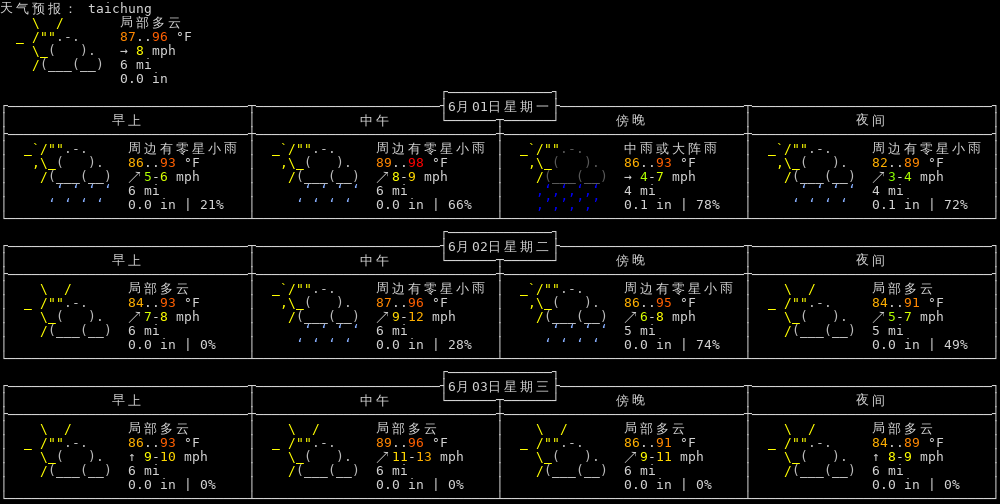 天气预报： taichung
局部多云
87..96 °F
→ 8 mph
6 mi
0.0 in
6月01日星期一
早上 中午 傍晚 夜间
周边有零星小雨 周边有零星小雨 中雨或大阵雨 周边有零星小雨
86..93 °F 89..98 °F 86..93 °F 82..89 °F
↗ 5-6 mph ↗ 8-9 mph → 4-7 mph ↗ 3-4 mph
6 mi 6 mi 4 mi 4 mi
0.0 in | 21% 0.0 in | 66% 0.1 in | 78% 0.1 in | 72%
6月02日星期二
早上 中午 傍晚 夜间
局部多云 周边有零星小雨 周边有零星小雨 局部多云
84..93 °F 87..96 °F 86..95 °F 84..91 °F
↗ 7-8 mph ↗ 9-12 mph ↗ 6-8 mph ↗ 5-7 mph
6 mi 6 mi 5 mi 5 mi
0.0 in | 0% 0.0 in | 28% 0.0 in | 74% 0.0 in | 49%
6月03日星期三
早上 中午 傍晚 夜间
局部多云 局部多云 局部多云 局部多云
86..93 °F 89..96 °F 86..91 °F 84..89 °F
↑ 9-10 mph ↗ 11-13 mph ↗ 9-11 mph ↑ 8-9 mph
6 mi 6 mi 6 mi 6 mi
0.0 in | 0% 0.0 in | 0% 0.0 in | 0% 0.0 in | 0%